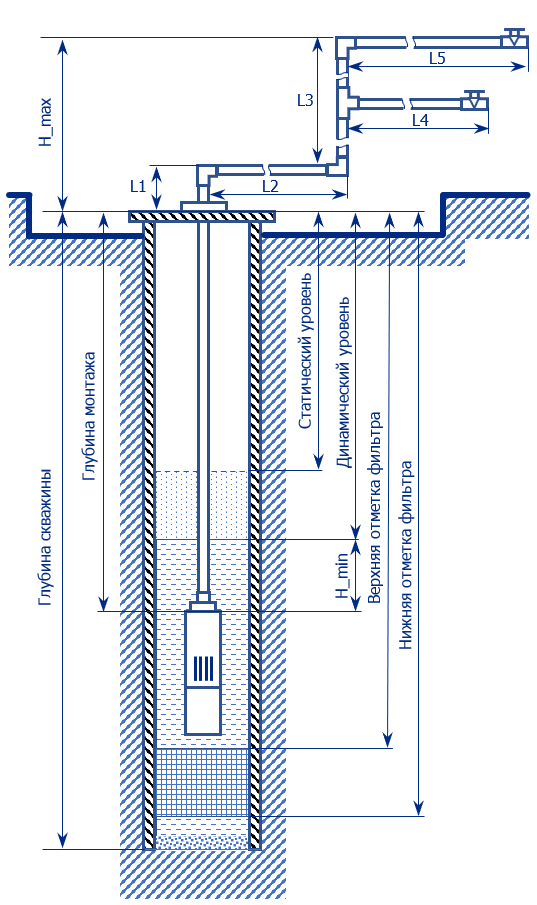 H_max
L3
L5
L4
L1
L2
Глубина скважины
Глубина монтажа
Статический уровень
Динамический уровень
H_min
Верхняя отметка фильтра
Нижняя отметка фильтра